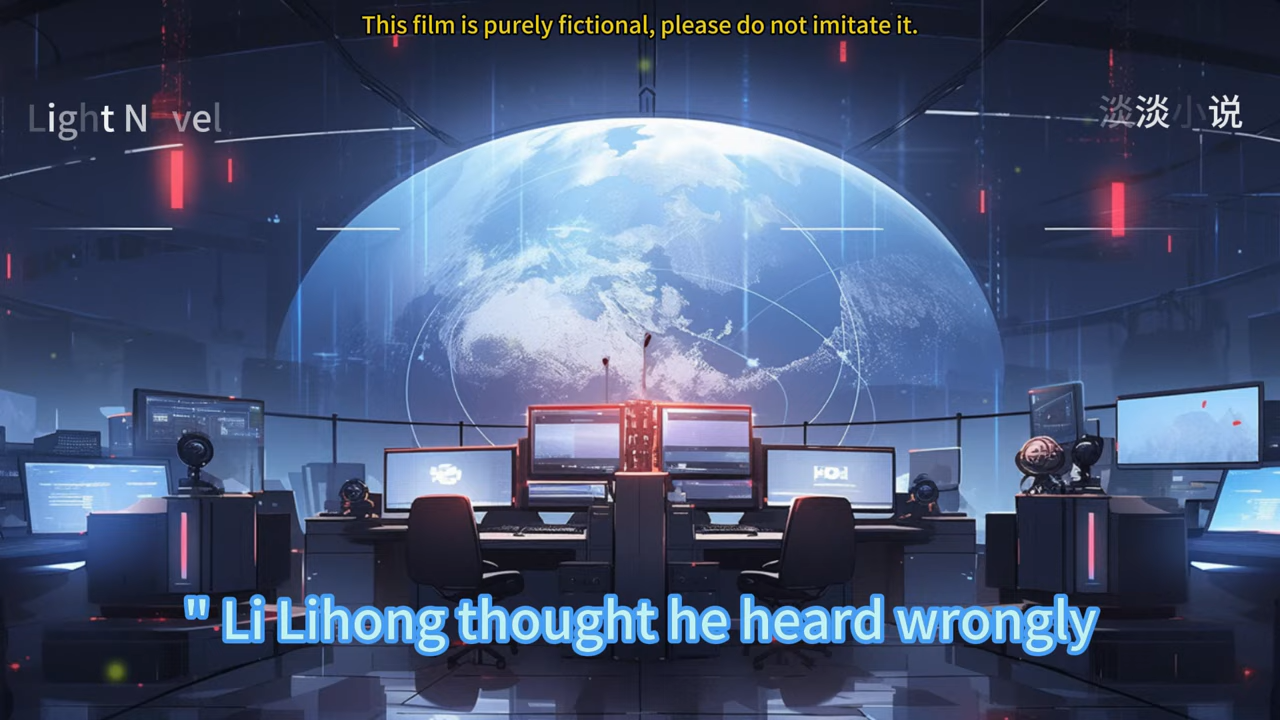 This film is purely fictional, please do not imitate it.
Light N vel
淡淡小说
" Li Lihong thought he heard wrongly